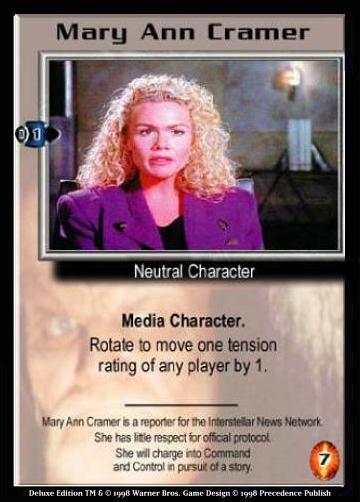 Mary Ann Cramer
1
Neutral Character
Media Character.
Rotate to move one tension
rating of any player by 1.
Mary Ann Cramer is a reporter for the Interstellar News Network.
She has little respect for official protocol.
She will charge into Command
and Control in pursuit of a story.
7
Deluxe Edition TM & © 1998 Warner Bros. Game Design © 1998 Precedence Publish